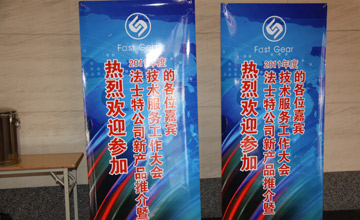 Fast Gear
热烈欢迎参加
2011年度
法士特公司新产品推介暨
技术服务工作大会
的各位嘉宾
Fast Gear
热烈欢迎参加
2011年度
法士特公司新产品推介暨
技术服务工作大会
的各位嘉宾